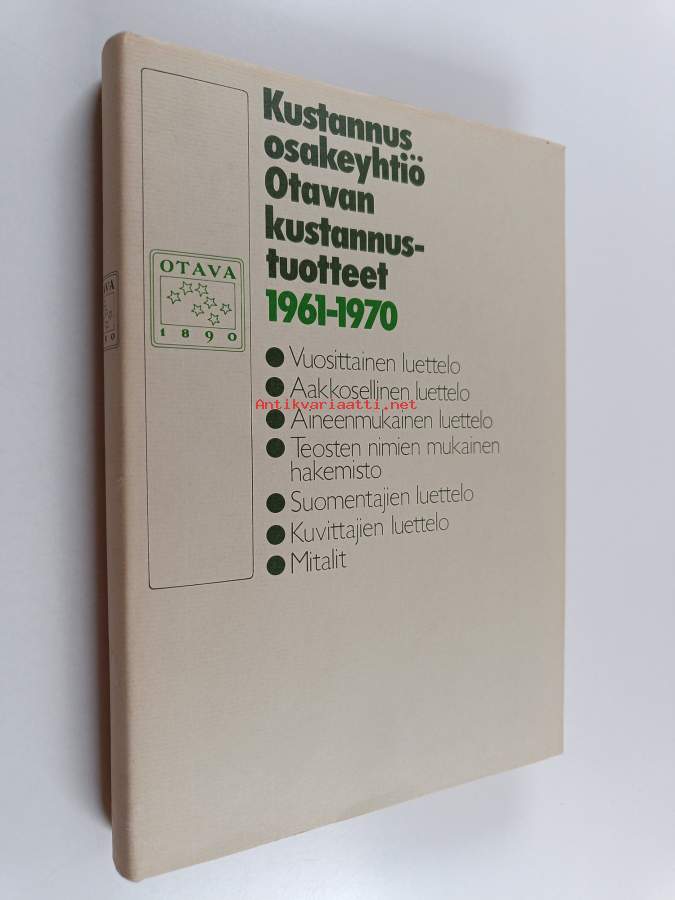 Kustannus
osakeyhtiö
Otavan
kustannus-
tuotteet
1961-1970
OTAVA
1890
● Vuosittainen luettelo
● Aakkosellinen luettelo
Antikvariaatti.net
● Aineenmukainen luettelo
● Teosten nimien mukainen
hakemisto
● Suomentajien luettelo
● Kuvittajien luettelo
● Mitalit